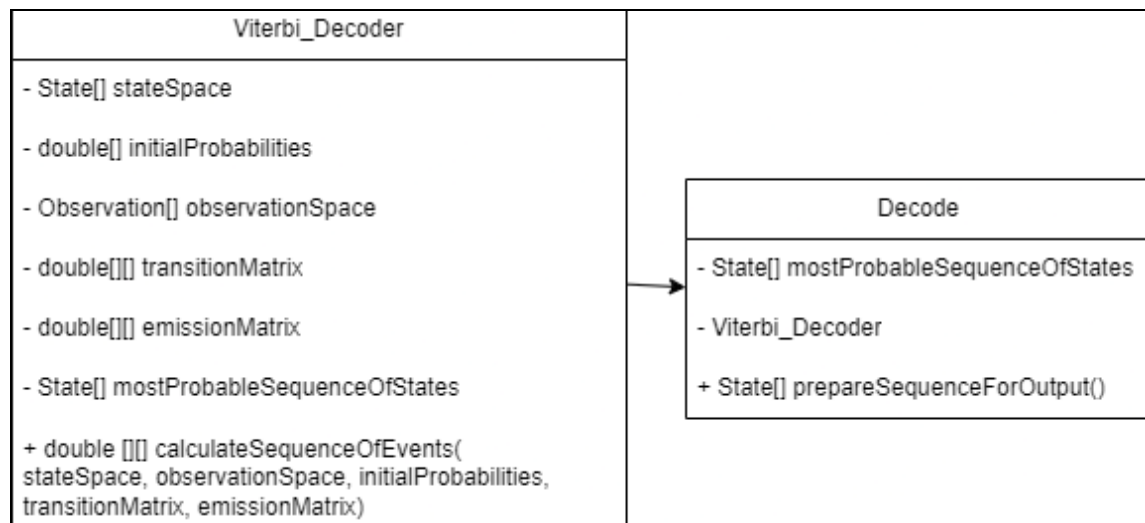 Viterbi_Decoder
- State[] stateSpace
- double[] initialProbabilities
- Observation[] observationSpace
- double[][] transitionMatrix
- double[][] emissionMatrix
- State[] mostProbableSequenceOfStates
+ double [][] calculateSequenceOfEvents(
stateSpace, observationSpace, initialProbabilities,
transitionMatrix, emissionMatrix)
Decode
- State[] mostProbableSequenceOfStates
- Viterbi_Decoder
+ State[] prepareSequenceForOutput()